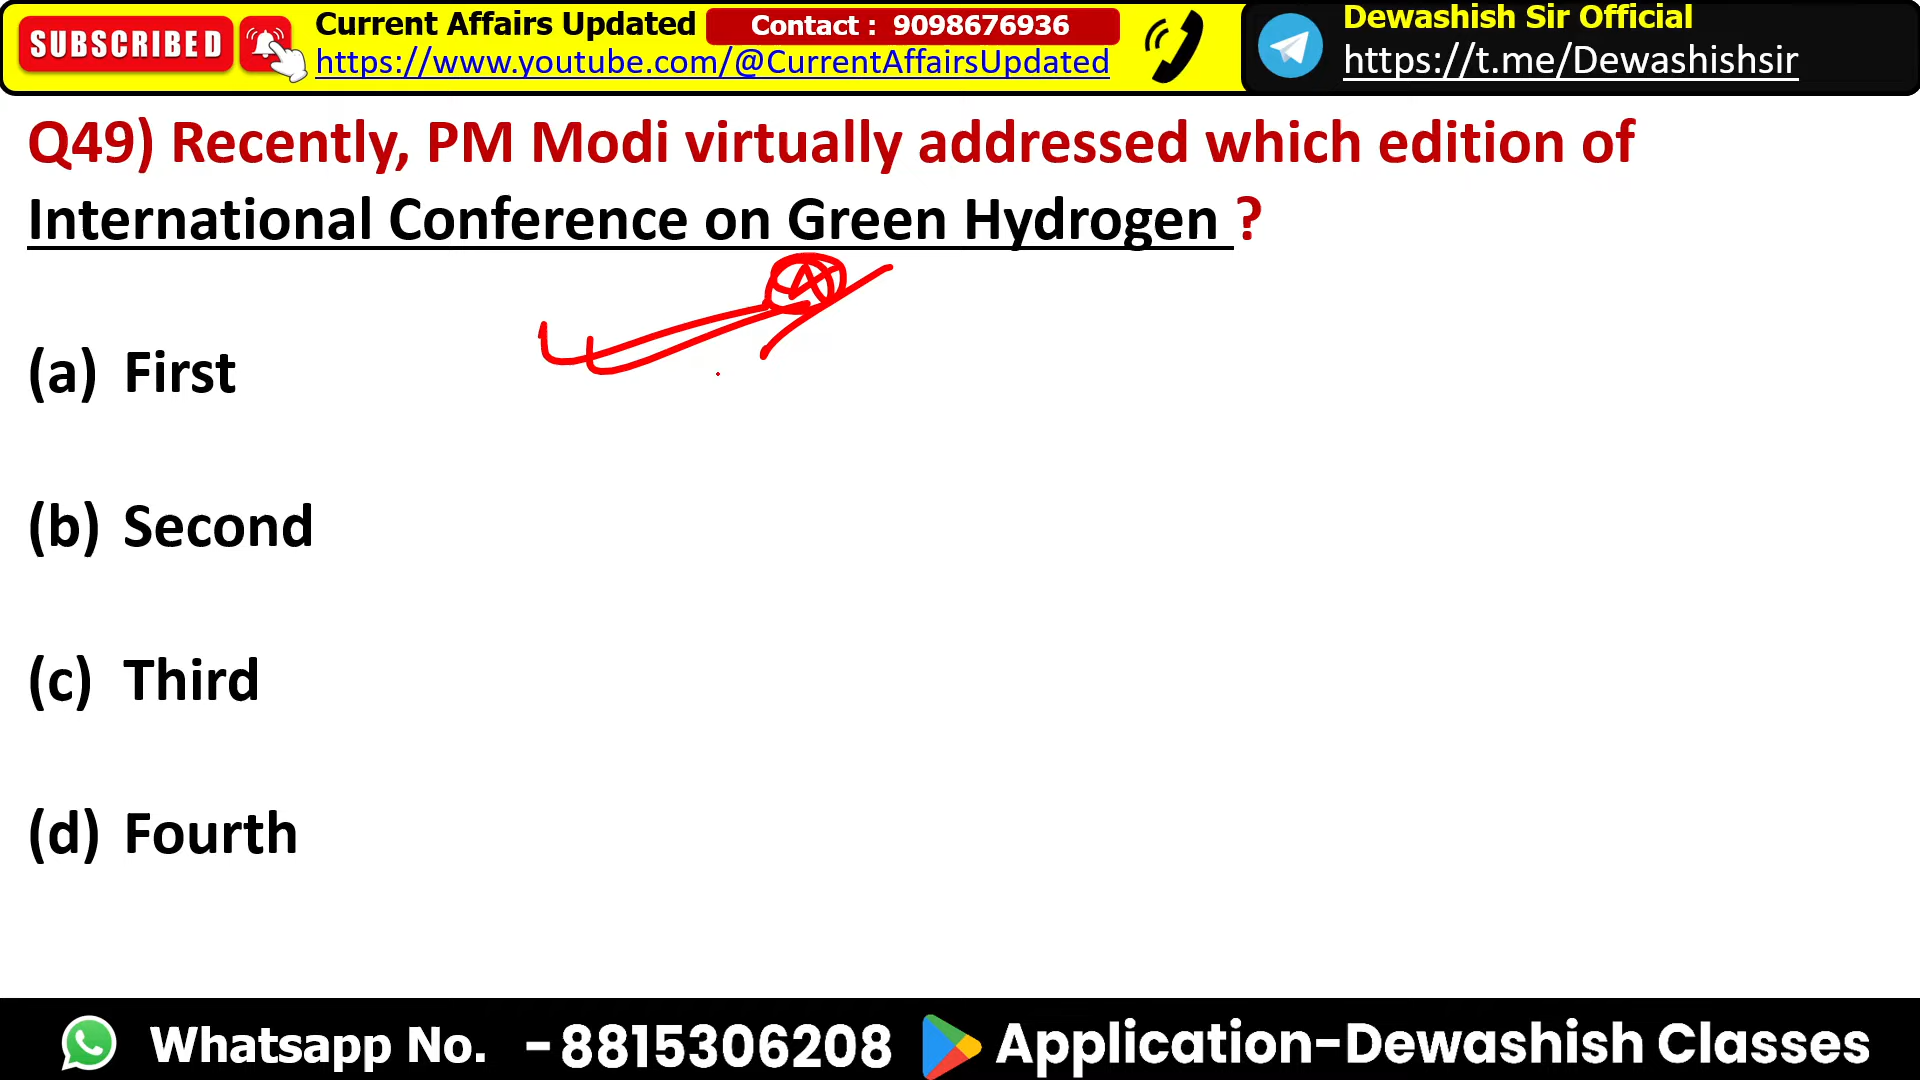 SUBSCRIBED
Current Affairs Updated
Contact : 9098676936
https://www.youtube.com/@CurrentAffairsUpdated
Dewashish Sir Official
https://t.me/Dewashishsir
Q49) Recently, PM Modi virtually addressed which edition of
International Conference on Green Hydrogen ?
(a) First
(b) Second
(c) Third
(d) Fourth
Whatsapp No. -8815306208
Application-Dewashish Classes